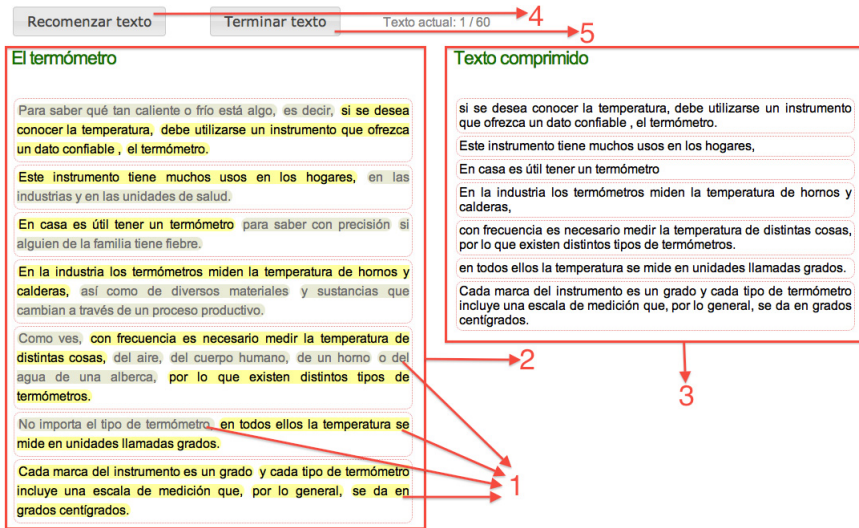 Recomenzar texto
Terminar texto
Texto actual: 1 / 60
4
5
El termómetro
Para saber qué tan caliente o frío está algo, es decir, si se desea
conocer la temperatura, debe utilizarse un instrumento que ofrezca
un dato confiable , el termómetro.
Este instrumento tiene muchos usos en los hogares, en las
industrias y en las unidades de salud.
En casa es útil tener un termómetro para saber con precisión si
alguien de la familia tiene fiebre.
En la industria los termómetros miden la temperatura de hornos y
calderas, así como de diversos materiales y sustancias que
cambian a través de un proceso productivo.
Como ves, con frecuencia es necesario medir la temperatura de
distintas cosas, del aire, del cuerpo humano, de un horno o del
agua de una alberca, por lo que existen distintos tipos de
termómetros.
No importa el tipo de termómetro, en todos ellos la temperatura se
mide en unidades llamadas grados.
Cada marca del instrumento es un grado y cada tipo de termómetro
incluye una escala de medición que, por lo general, se da en
grados centígrados.
2
1
Texto comprimido
si se desea conocer la temperatura, debe utilizarse un instrumento
que ofrezca un dato confiable , el termómetro.
Este instrumento tiene muchos usos en los hogares,
En casa es útil tener un termómetro
En la industria los termómetros miden la temperatura de hornos y
calderas,
con frecuencia es necesario medir la temperatura de distintas cosas,
por lo que existen distintos tipos de termómetros.
en todos ellos la temperatura se mide en unidades llamadas grados.
Cada marca del instrumento es un grado y cada tipo de termómetro
incluye una escala de medición que, por lo general, se da en grados
centígrados.
3